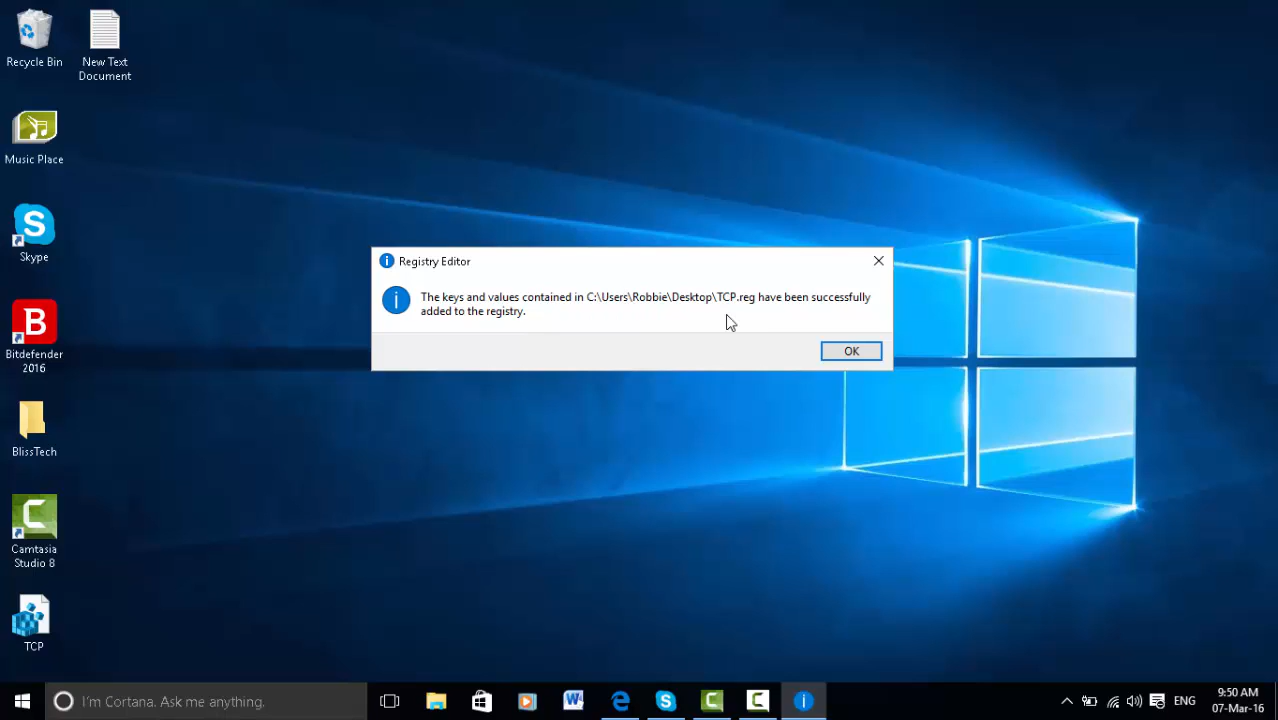 Recycle Bin
New Text
Document
Music Place
Skype
Bitdefender
2016
BlissTech
Camtasia
Studio 8
TCP
Registry Editor
The keys and values contained in C:\Users\Robbie\Desktop\TCP.reg have been successfully
added to the registry.
OK
I'm Cortana. Ask me anything.
ENG
9:50 AM
07-Mar-16